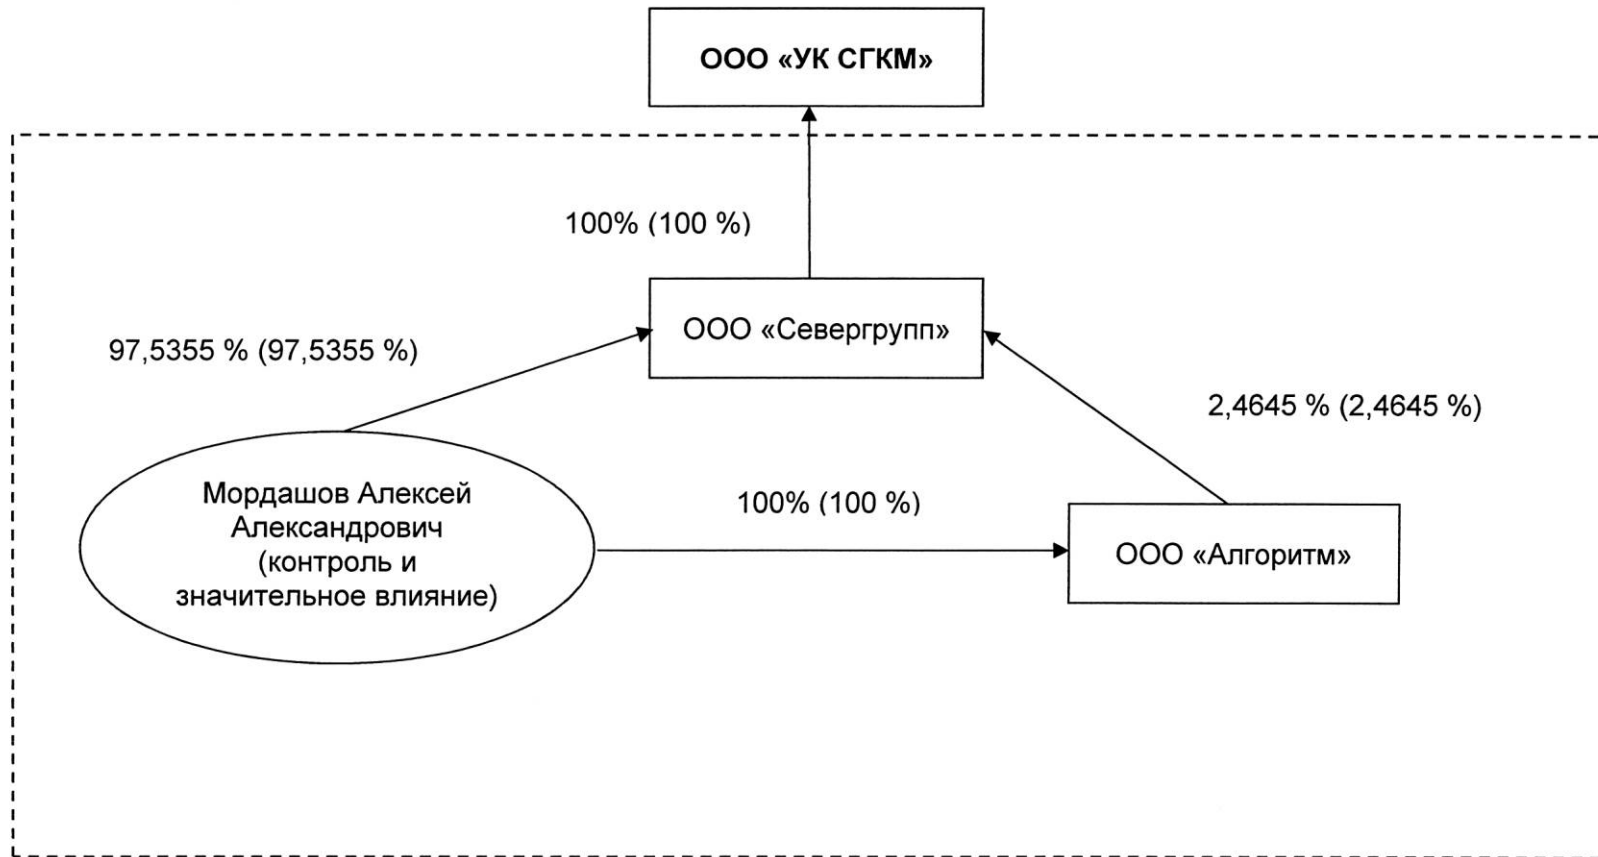 ООО «УК СГКМ»
100% (100 %)
ООО «Севергрупп»
97,5355 % (97,5355 %)
2,4645 % (2,4645 %)
Мордашов Алексей
Александрович
(контроль и
значительное влияние)
100% (100 %)
ООО «Алгоритм»